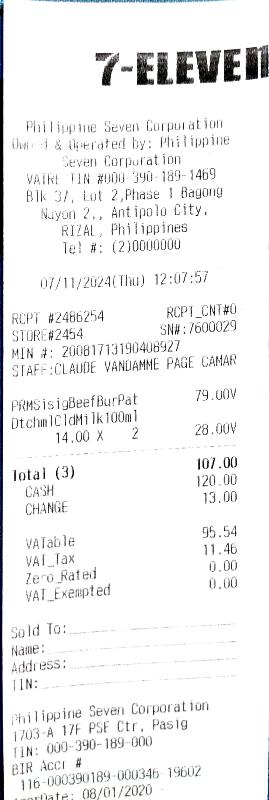 7-ELEVEN
Philippine Seven Corporation
Owned & Operated by: Philippine
Seven Corporation
VATRE TIN #000-390-189-1469
Blk 37, Lot 2,Phase 1 Bagong
Nayon 2,, Antipolo City,
RIZAL, Philippines
Tel #: (2)0000000
07/11/2024(Thu) 12:07:57
RCPT #2486254 RCPT_CNT#0
STORE#2454 SN#:7600029
MIN #: 20081713190408927
STAFF:CLAUDE VANDAMME PAGE CAMAR
PRMSisigBeefBurPat 79.00V
DtchmlCldMilk100ml
14.00 X 2 28.00V
Total (3) 107.00
CASH 120.00
CHANGE 13.00
VATable 95.54
VAT_Tax 11.46
Zero_Rated 0.00
VAT_Exempted 0.00
Sold To:
Name:
Address:
TIN:
Philippine Seven Corporation
1703-A 17F PSE Ctr, Pasig
TIN: 000-390-189-000
BIR Accr #
116-000390189-000346 19602
AccrDate: 08/01/2020 -